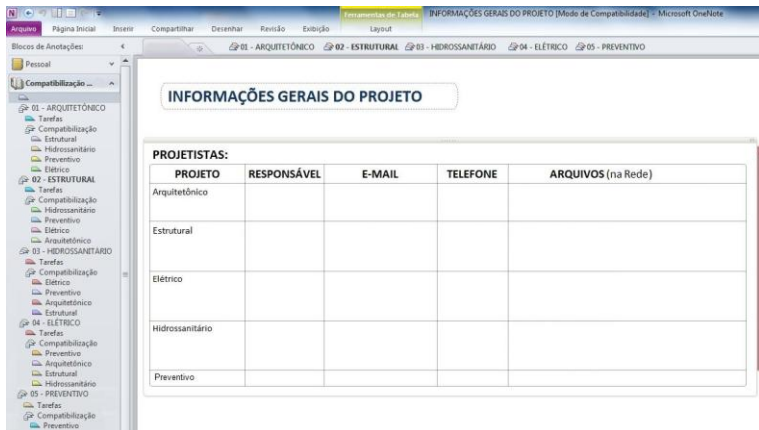 Ferramentas de Tabela
INFORMAÇÕES GERAIS DO PROJETO [Modo de Compatibilidade] - Microsoft OneNote
Arquivo Página Inicial Inserir Compartilhar Desenhar Revisão Exibição Layout
Blocos de Anotações:
01 - ARQUITETÔNICO 02 - ESTRUTURAL 03 - HIDROSSANITÁRIO 04 - ELÉTRICO 05 - PREVENTIVO
Pessoal
Compatibilização ...
01 - ARQUITETÔNICO
Tarefas
Compatibilização
Estrutural
Hidrossanitário
Preventivo
Elétrico
02 - ESTRUTURAL
Tarefas
Compatibilização
Hidrossanitário
Preventivo
Elétrico
Arquitetônico
03 - HIDROSSANITÁRIO
Tarefas
Compatibilização
Elétrico
Preventivo
Arquitetônico
Estrutural
04 - ELÉTRICO
Tarefas
Compatibilização
Preventivo
Arquitetônico
Estrutural
Hidrossanitário
05 - PREVENTIVO
Tarefas
Compatibilização
Preventivo
INFORMAÇÕES GERAIS DO PROJETO
PROJETISTAS:
PROJETO RESPONSÁVEL E-MAIL TELEFONE ARQUIVOS (na Rede)
Arquitetônico
Estrutural
Elétrico
Hidrossanitário
Preventivo